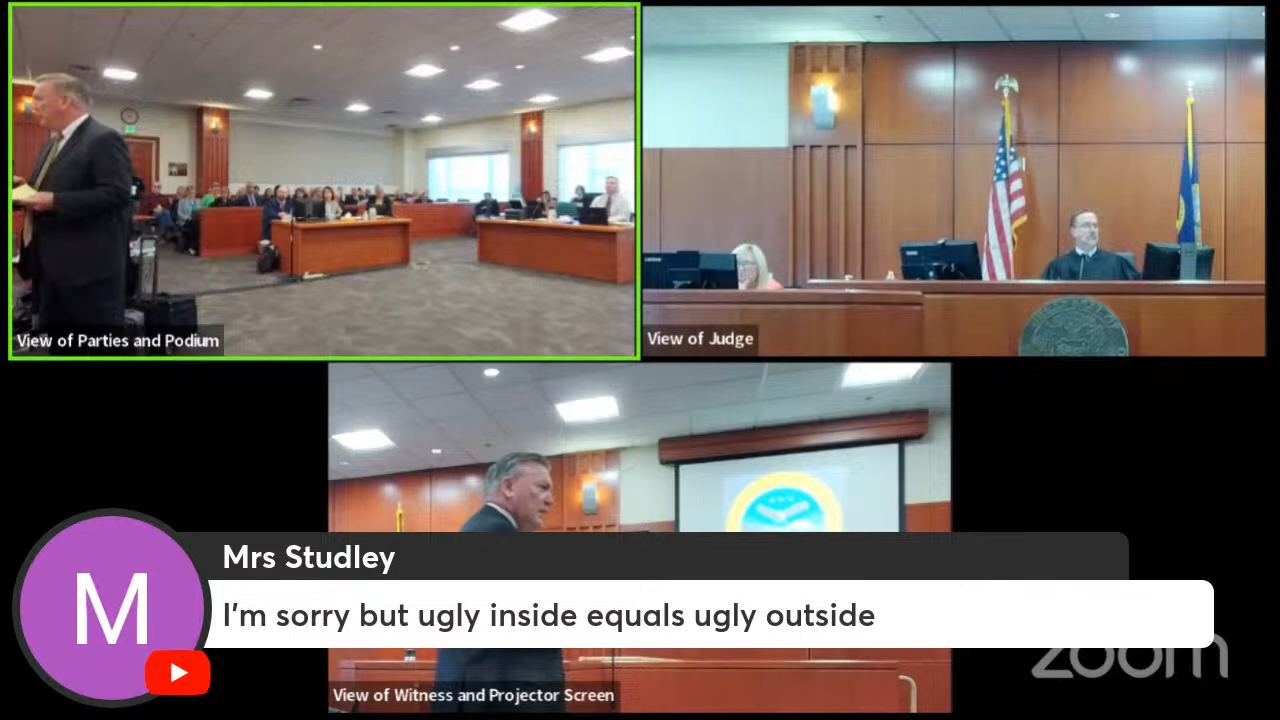 View of Parties and Podium
View of Judge
Mrs Studley
M
I'm sorry but ugly inside equals ugly outside
zoom
View of Witness and Projector Screen